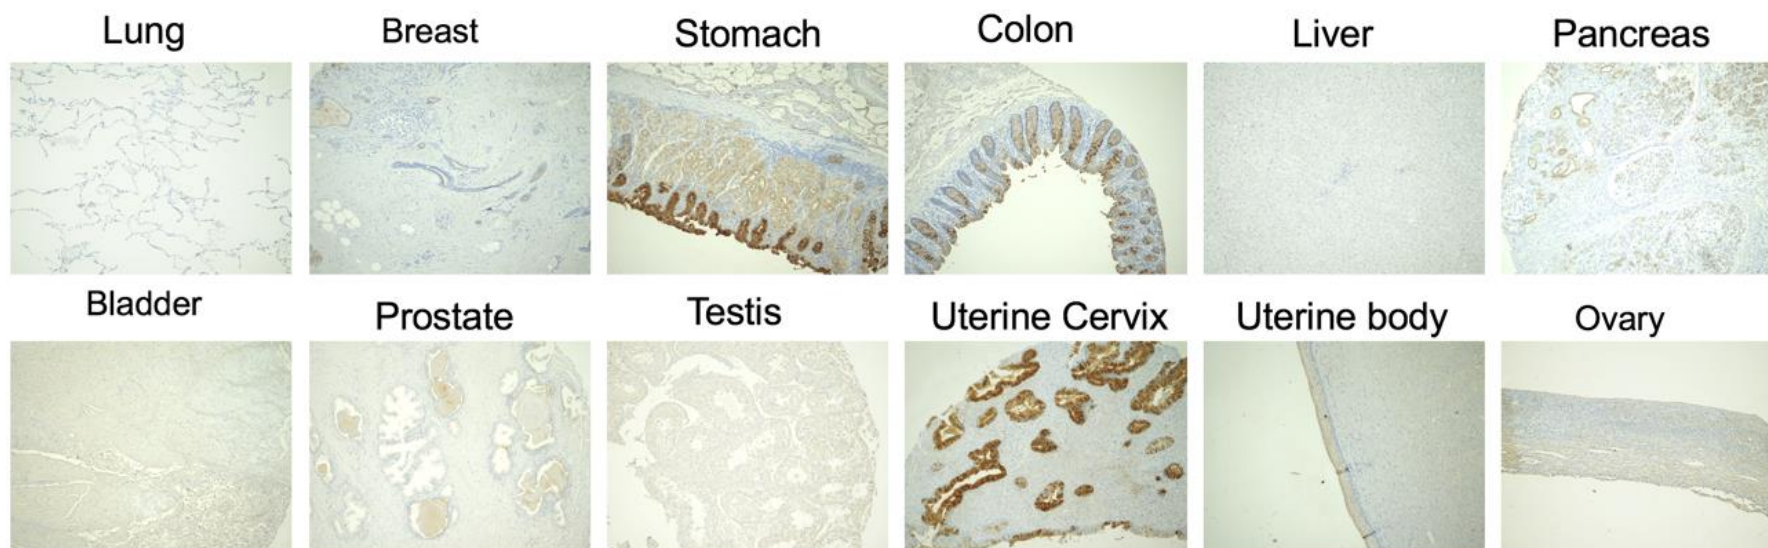 Lung
Breast
Stomach
Colon
Liver
Pancreas
Bladder
Prostate
Testis
Uterine Cervix
Uterine body
Ovary